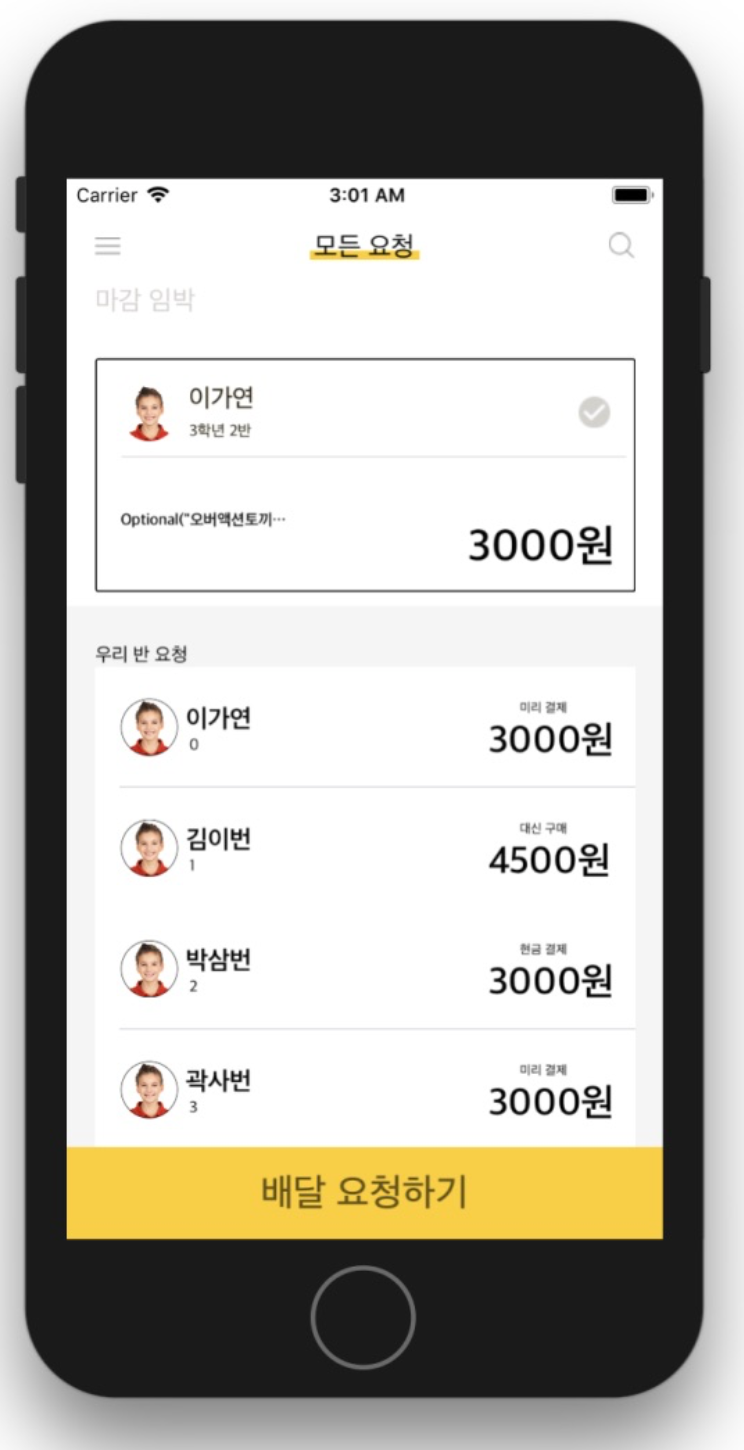 Carrier 3:01 AM
모든 요청
마감 임박
이가연
3학년 2반
Optional("오버액션토끼…
3000원
우리 반 요청
이가연
0
미리 결제
3000원
김이번
1
대신 구매
4500원
박삼번
2
현금 결제
3000원
곽사번
3
미리 결제
3000원
배달 요청하기